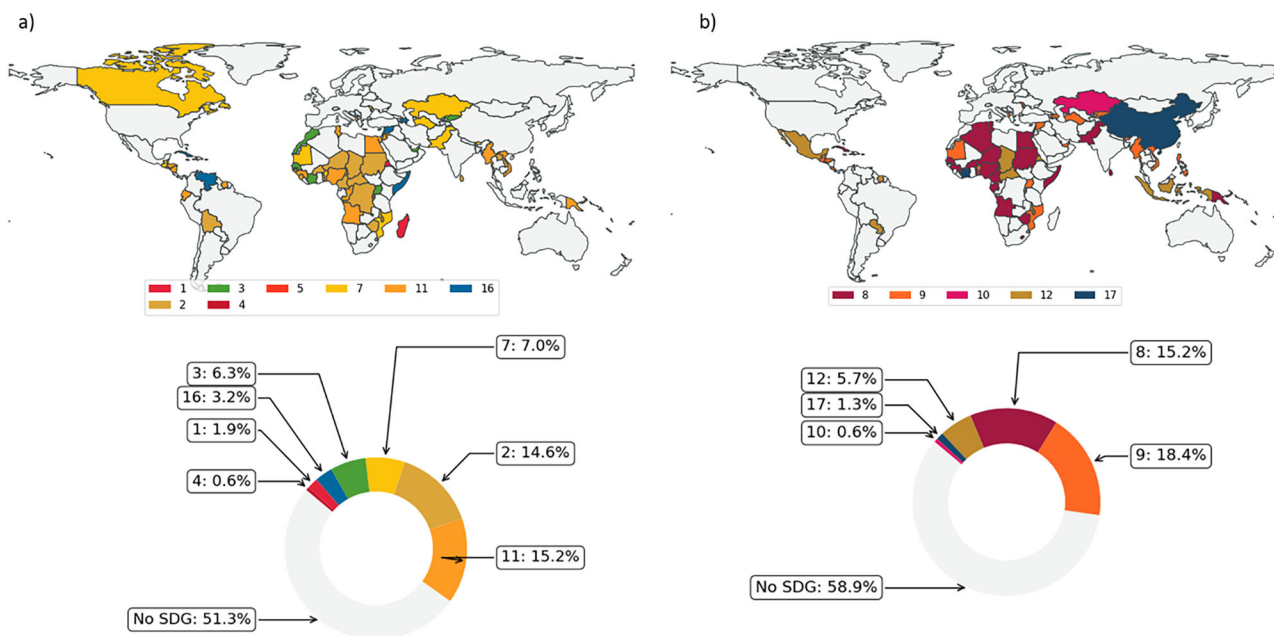 a)
b)
1 3 5 7 11 16
2 4
8 9 10 12 17
7: 7.0%
3: 6.3%
16: 3.2%
1: 1.9%
2: 14.6%
4: 0.6%
11: 15.2%
No SDG: 51.3%
8: 15.2%
12: 5.7%
17: 1.3%
10: 0.6%
9: 18.4%
No SDG: 58.9%